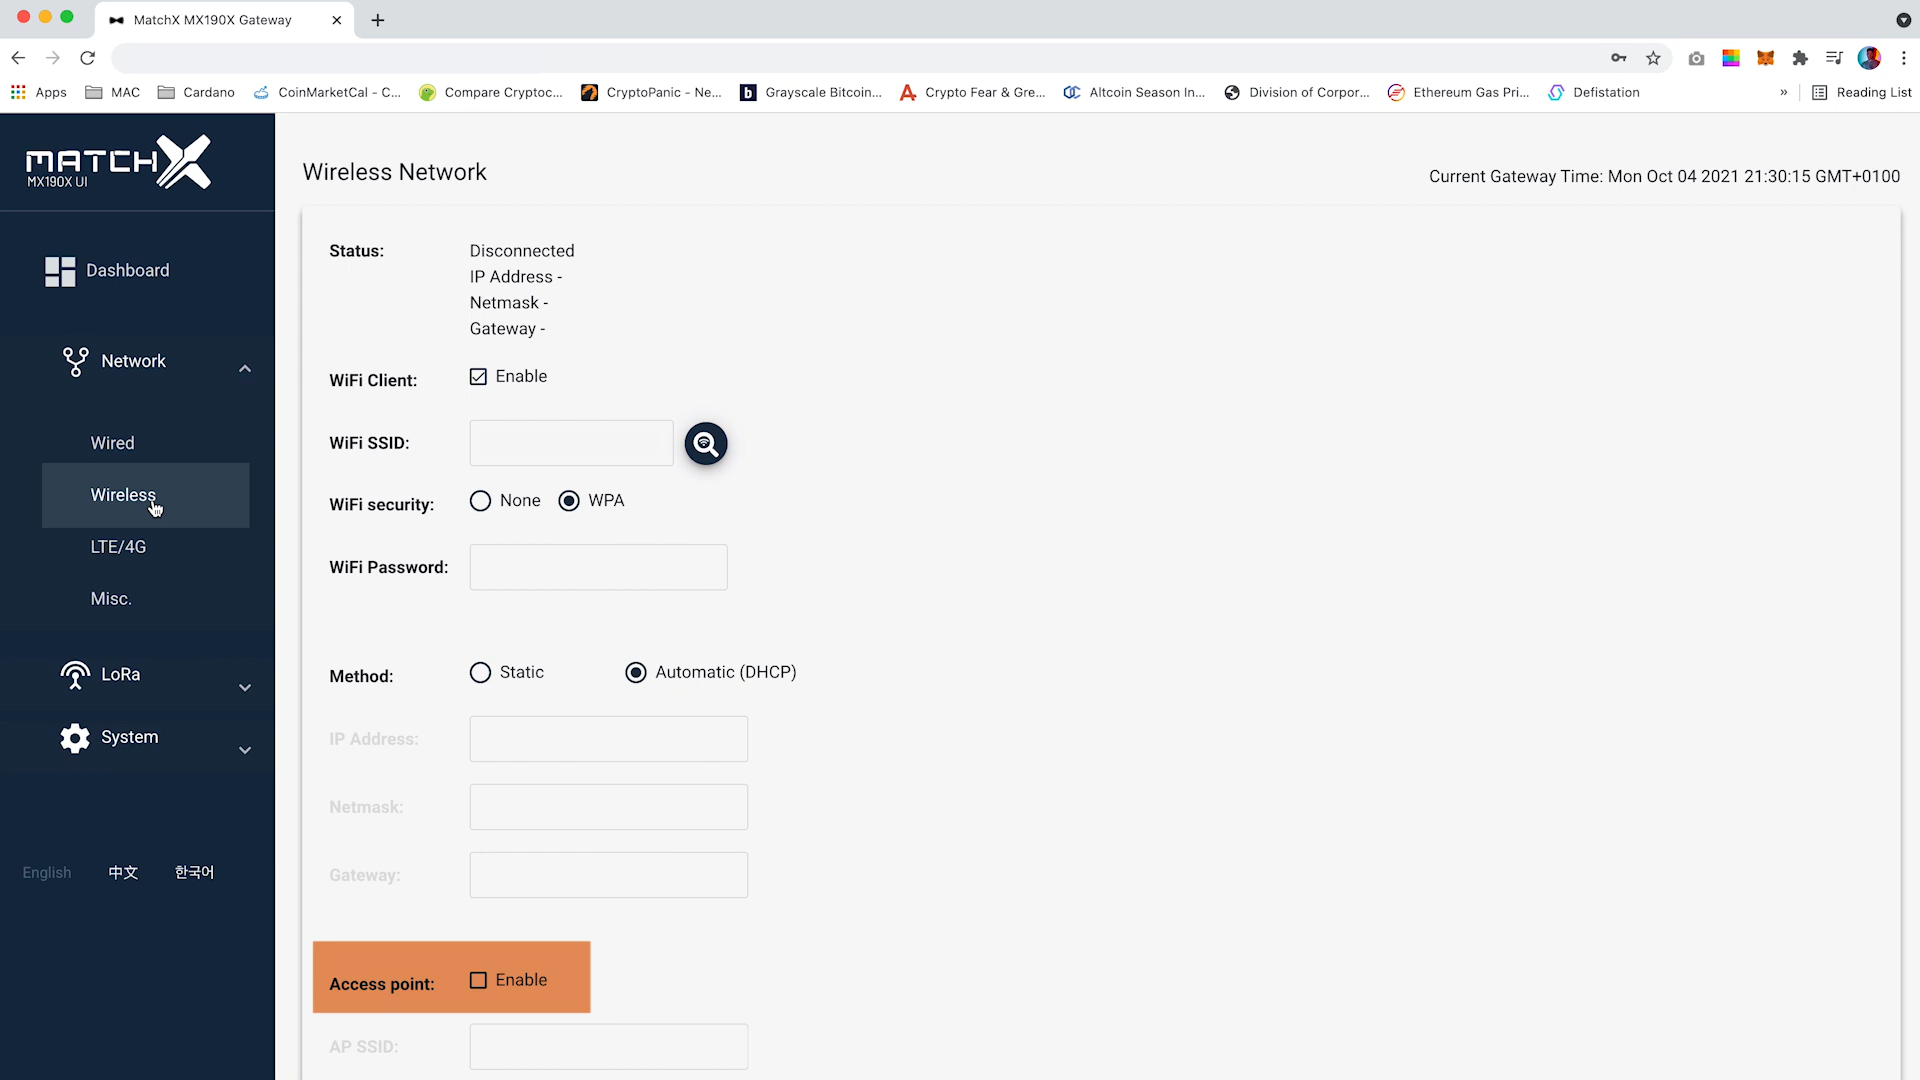 MatchX MX190X Gateway
Apps
MAC
Cardano
CoinMarketCal - C...
Compare Cryptoc...
CryptoPanic - Ne...
Grayscale Bitcoin...
Crypto Fear & Gre...
Altcoin Season In...
Division of Corpor...
Ethereum Gas Pri...
Defistation
»
Reading List
MATCHX
MX190X UI
Dashboard
Network
Wired
Wireless
LTE/4G
Misc.
LoRa
System
English 中文 한국어
Wireless Network
Current Gateway Time: Mon Oct 04 2021 21:30:15 GMT+0100
Status: Disconnected
IP Address -
Netmask -
Gateway -
WiFi Client: Enable
WiFi SSID:
WiFi security: None WPA
WiFi Password:
Method: Static Automatic (DHCP)
IP Address:
Netmask:
Gateway:
Access point: Enable
AP SSID: